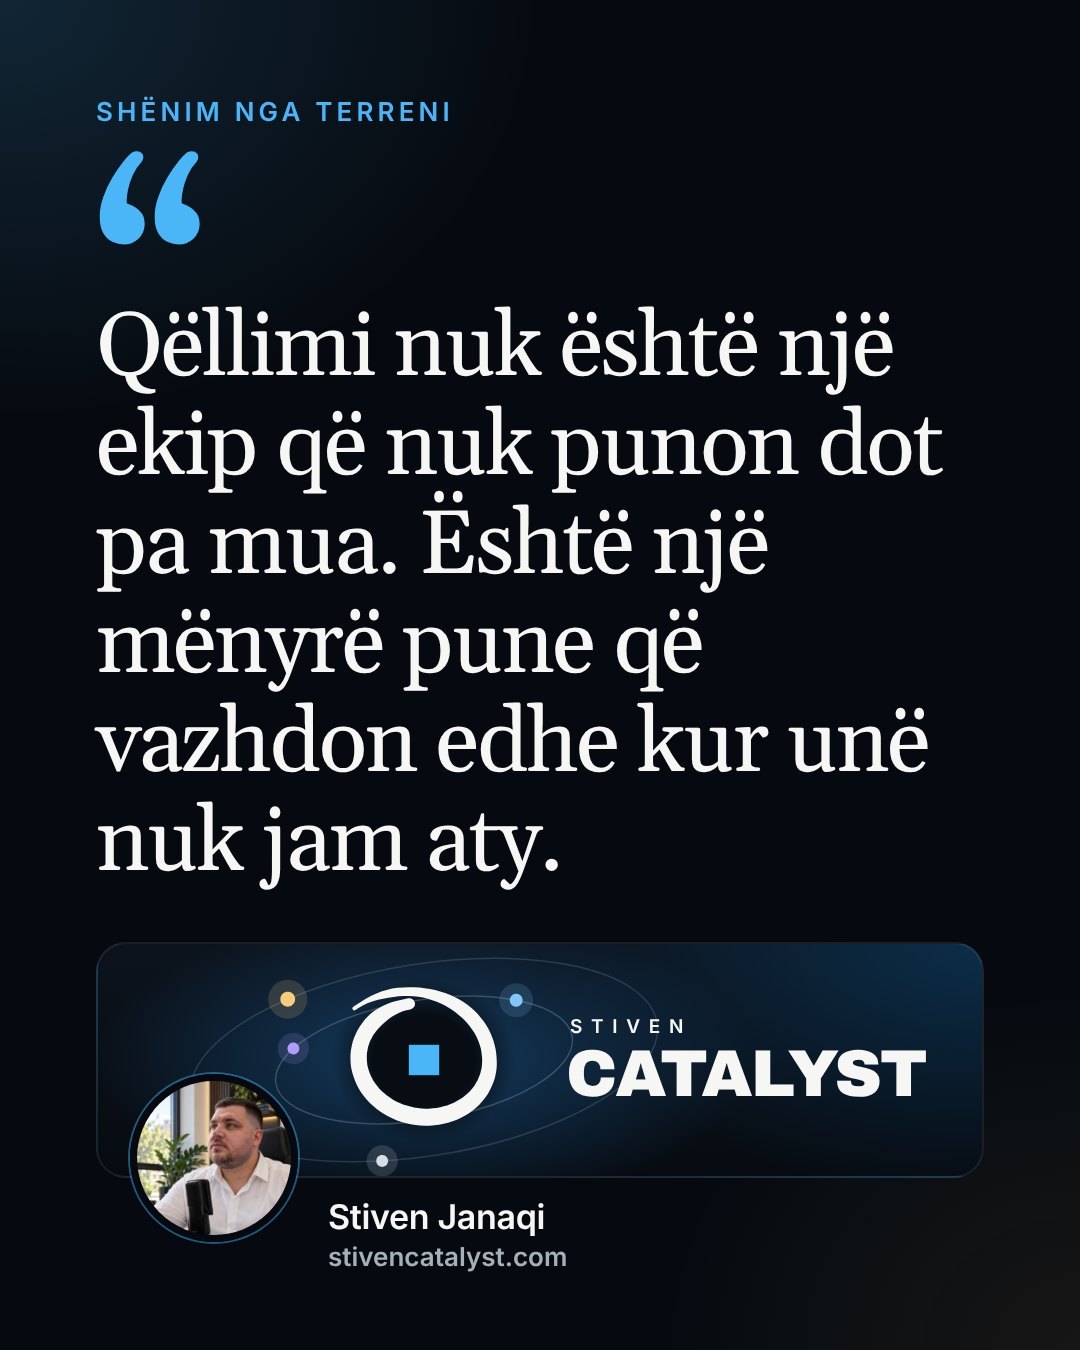 SHËNIM NGA TERRENI
“
Qëllimi nuk është një
ekip që nuk punon dot
pa mua. Është një
mënyrë pune që
vazhdon edhe kur unë
nuk jam aty.
STIVEN
CATALYST
Stiven Janaqi
stivencatalyst.com